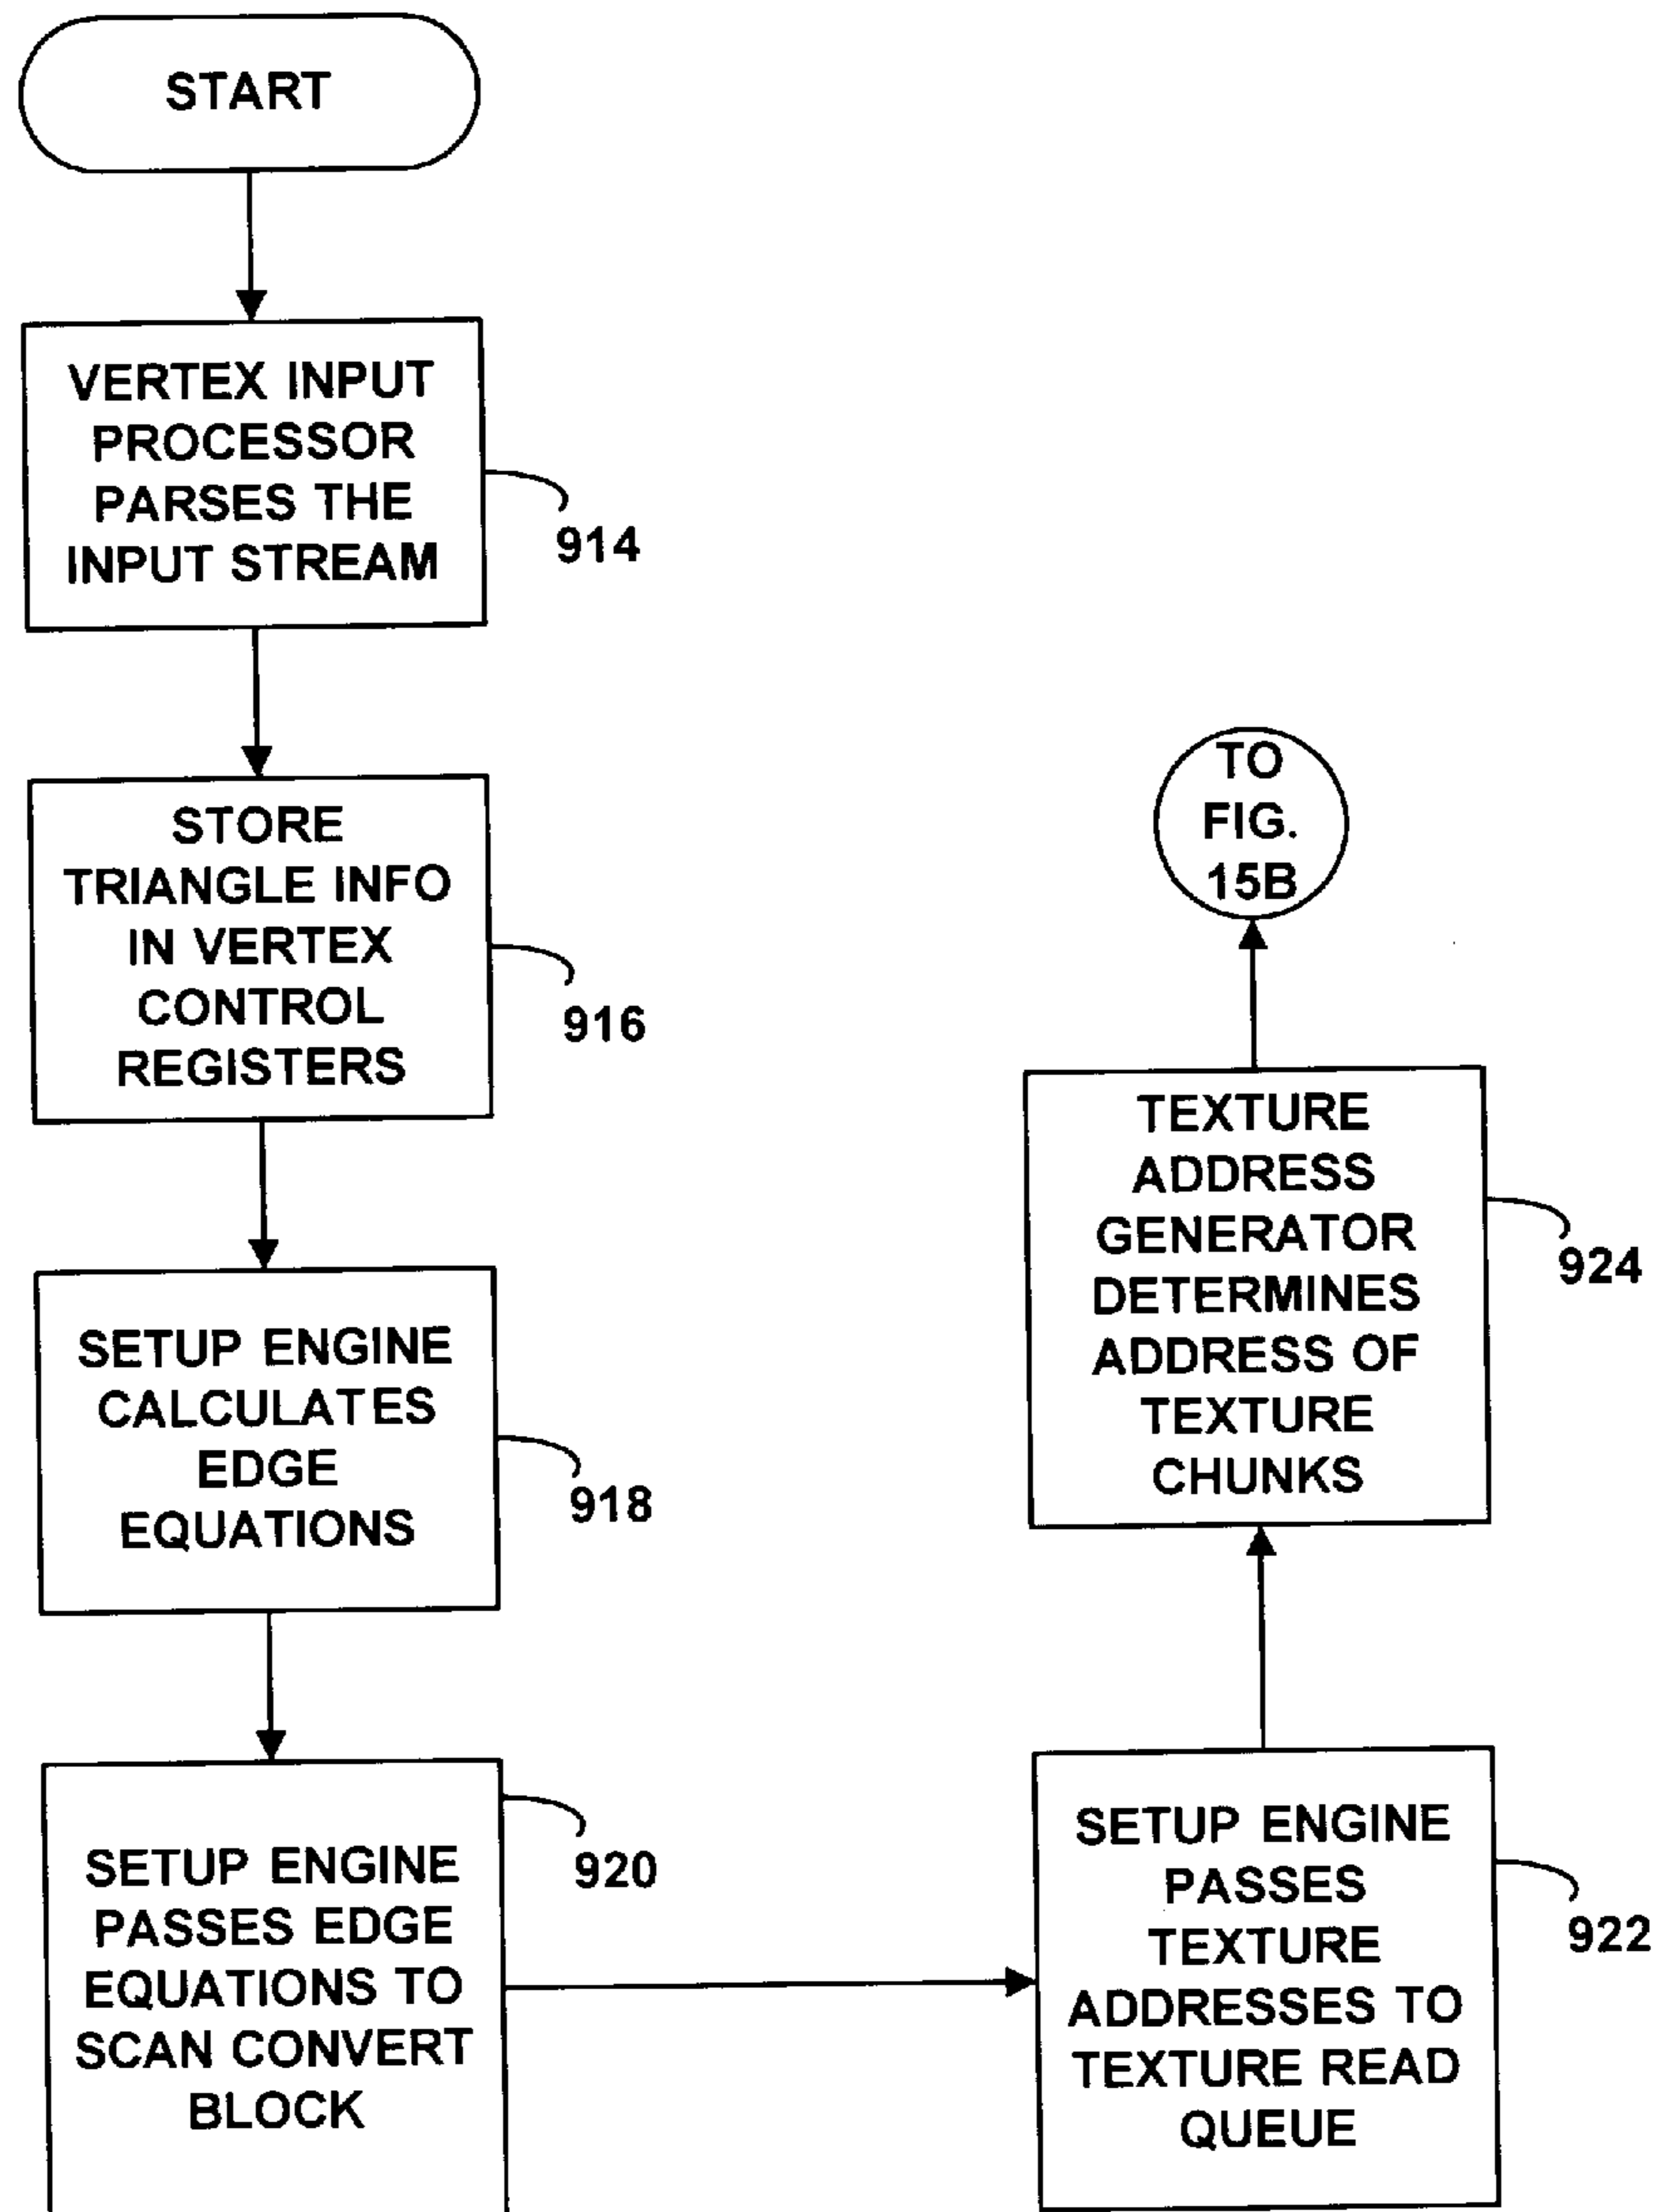 START
VERTEX INPUT
PROCESSOR
PARSES THE
INPUT STREAM
914
STORE
TRIANGLE INFO
IN VERTEX
CONTROL
REGISTERS
916
SETUP ENGINE
CALCULATES
EDGE
EQUATIONS
918
SETUP ENGINE
PASSES EDGE
EQUATIONS TO
SCAN CONVERT
BLOCK
920
SETUP ENGINE
PASSES
TEXTURE
ADDRESSES TO
TEXTURE READ
QUEUE
922
TEXTURE
ADDRESS
GENERATOR
DETERMINES
ADDRESS OF
TEXTURE
CHUNKS
924
TO
FIG.
15B